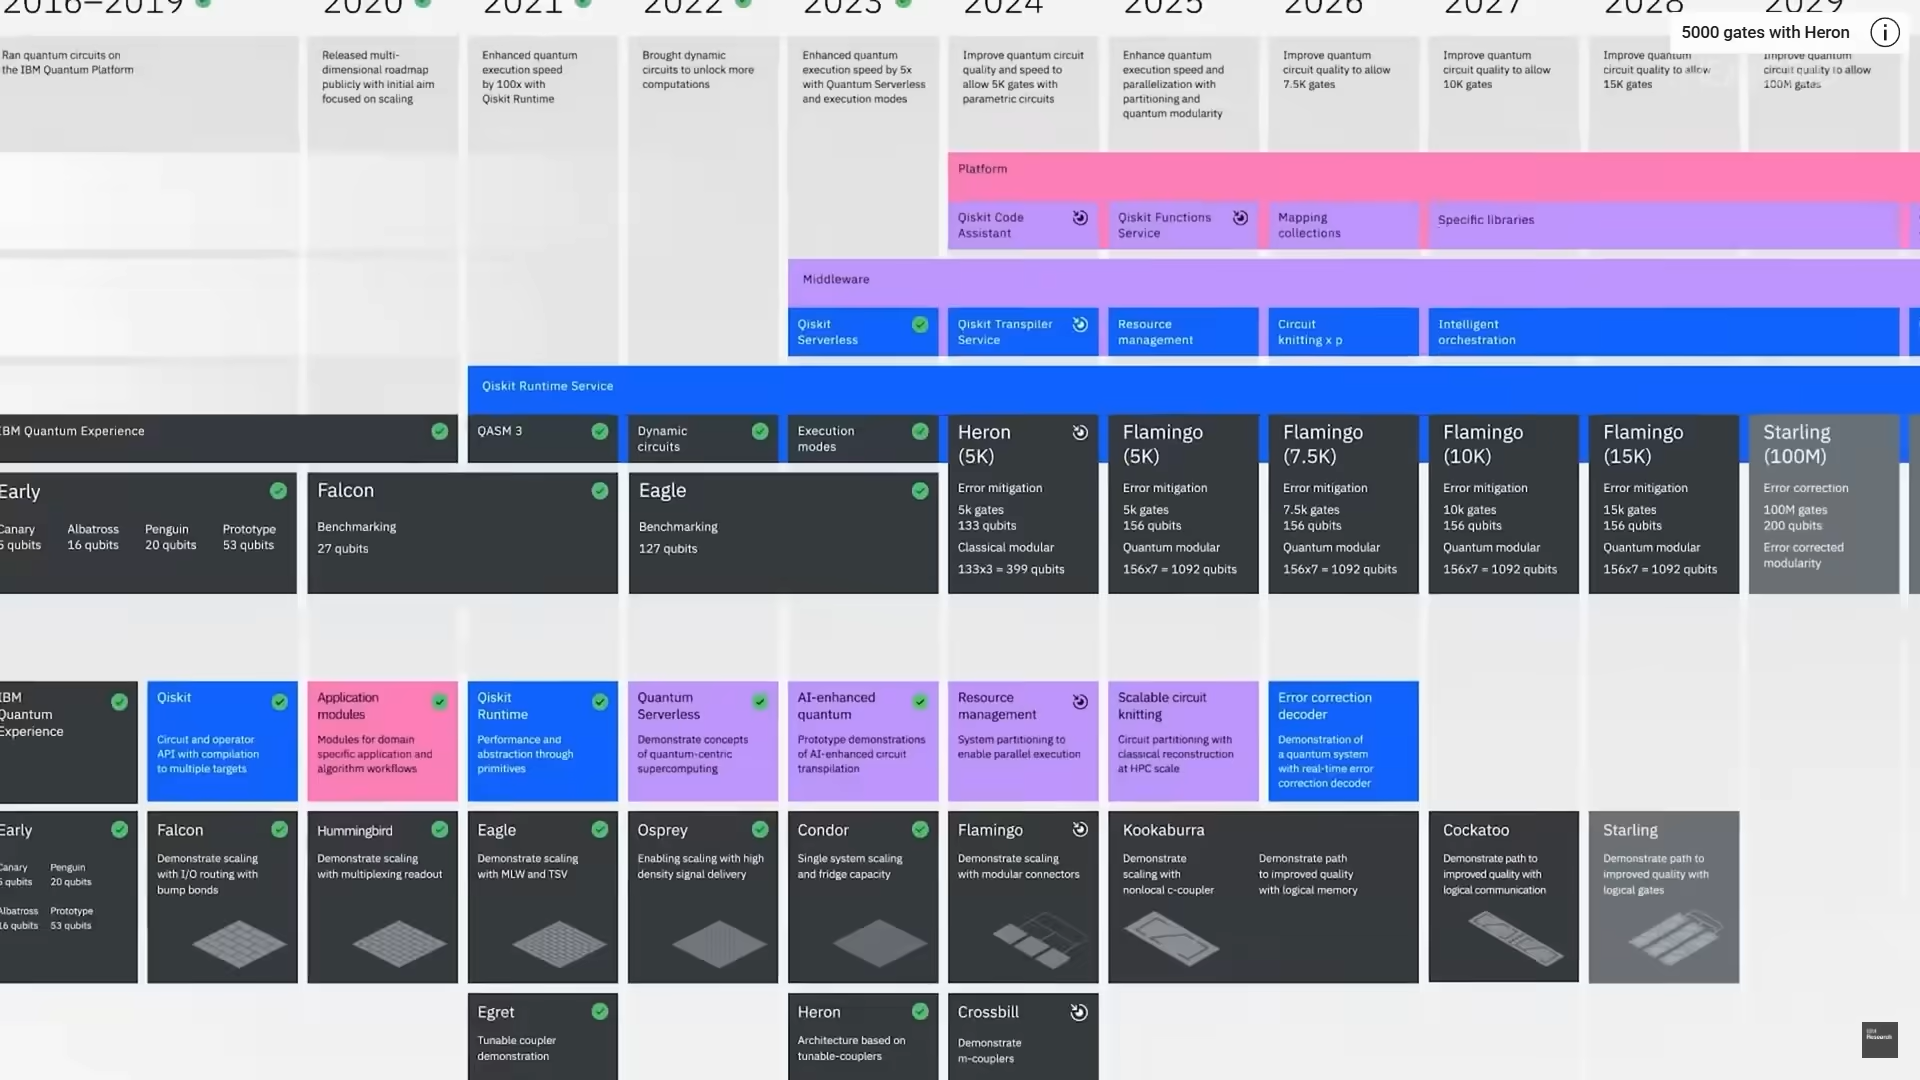 2016–2019
2020
2021
2022
2023
2024
2025
2026
2027
2028
2029
5000 gates with Heron
Ran quantum circuits on
the IBM Quantum Platform
Released multi-
dimensional roadmap
publicly with initial aim
focused on scaling
Enhanced quantum
execution speed
by 100x with
Qiskit Runtime
Brought dynamic
circuits to unlock more
computations
Enhanced quantum
execution speed by 5x
with Quantum Serverless
and execution modes
Improve quantum circuit
quality and speed to
allow 5K gates with
parametric circuits
Enhance quantum
execution speed and
parallelization with
partitioning and
quantum modularity
Improve quantum
circuit quality to allow
7.5K gates
Improve quantum
circuit quality to allow
10K gates
Improve quantum
circuit quality to allow
15K gates
Improve quantum
circuit quality to allow
100M gates
Platform
Qiskit Code
Assistant
Qiskit Functions
Service
Mapping
collections
Specific libraries
Middleware
Qiskit
Serverless
Qiskit Transpiler
Service
Resource
management
Circuit
knitting x p
Intelligent
orchestration
Qiskit Runtime Service
IBM Quantum Experience
QASM 3
Dynamic
circuits
Execution
modes
Early
Canary
5 qubits
Albatross
16 qubits
Penguin
20 qubits
Prototype
53 qubits
Falcon
Benchmarking
27 qubits
Eagle
Benchmarking
127 qubits
Heron
(5K)
Error mitigation
5k gates
133 qubits
Classical modular
133x3 = 399 qubits
Flamingo
(5K)
Error mitigation
5k gates
156 qubits
Quantum modular
156x7 = 1092 qubits
Flamingo
(7.5K)
Error mitigation
7.5k gates
156 qubits
Quantum modular
156x7 = 1092 qubits
Flamingo
(10K)
Error mitigation
10k gates
156 qubits
Quantum modular
156x7 = 1092 qubits
Flamingo
(15K)
Error mitigation
15k gates
156 qubits
Quantum modular
156x7 = 1092 qubits
Starling
(100M)
Error correction
100M gates
200 qubits
Error corrected
modularity
IBM
Quantum
Experience
Qiskit
Circuit and operator
API with compilation
to multiple targets
Application
modules
Modules for domain
specific application and
algorithm workflows
Qiskit
Runtime
Performance and
abstraction through
primitives
Quantum
Serverless
Demonstrate concepts
of quantum-centric
supercomputing
AI-enhanced
quantum
Prototype demonstrations
of AI-enhanced circuit
transpilation
Resource
management
System partitioning to
enable parallel execution
Scalable circuit
knitting
Circuit partitioning with
classical reconstruction
at HPC scale
Error correction
decoder
Demonstration of
a quantum system
with real-time error
correction decoder
Early
Canary
5 qubits
Penguin
20 qubits
Albatross
16 qubits
Prototype
53 qubits
Falcon
Demonstrate scaling
with I/O routing with
bump bonds
Hummingbird
Demonstrate scaling
with multiplexing readout
Eagle
Demonstrate scaling
with MLW and TSV
Osprey
Enabling scaling with high
density signal delivery
Condor
Single system scaling
and fridge capacity
Flamingo
Demonstrate scaling
with modular connectors
Kookaburra
Demonstrate
scaling with
nonlocal c-coupler
Demonstrate path
to improved quality
with logical memory
Cockatoo
Demonstrate path to
improved quality with
logical communication
Starling
Demonstrate path to
improved quality with
logical gates
Egret
Tunable coupler
demonstration
Heron
Architecture based on
tunable-couplers
Crossbill
Demonstrate
m-couplers
IBM
Research